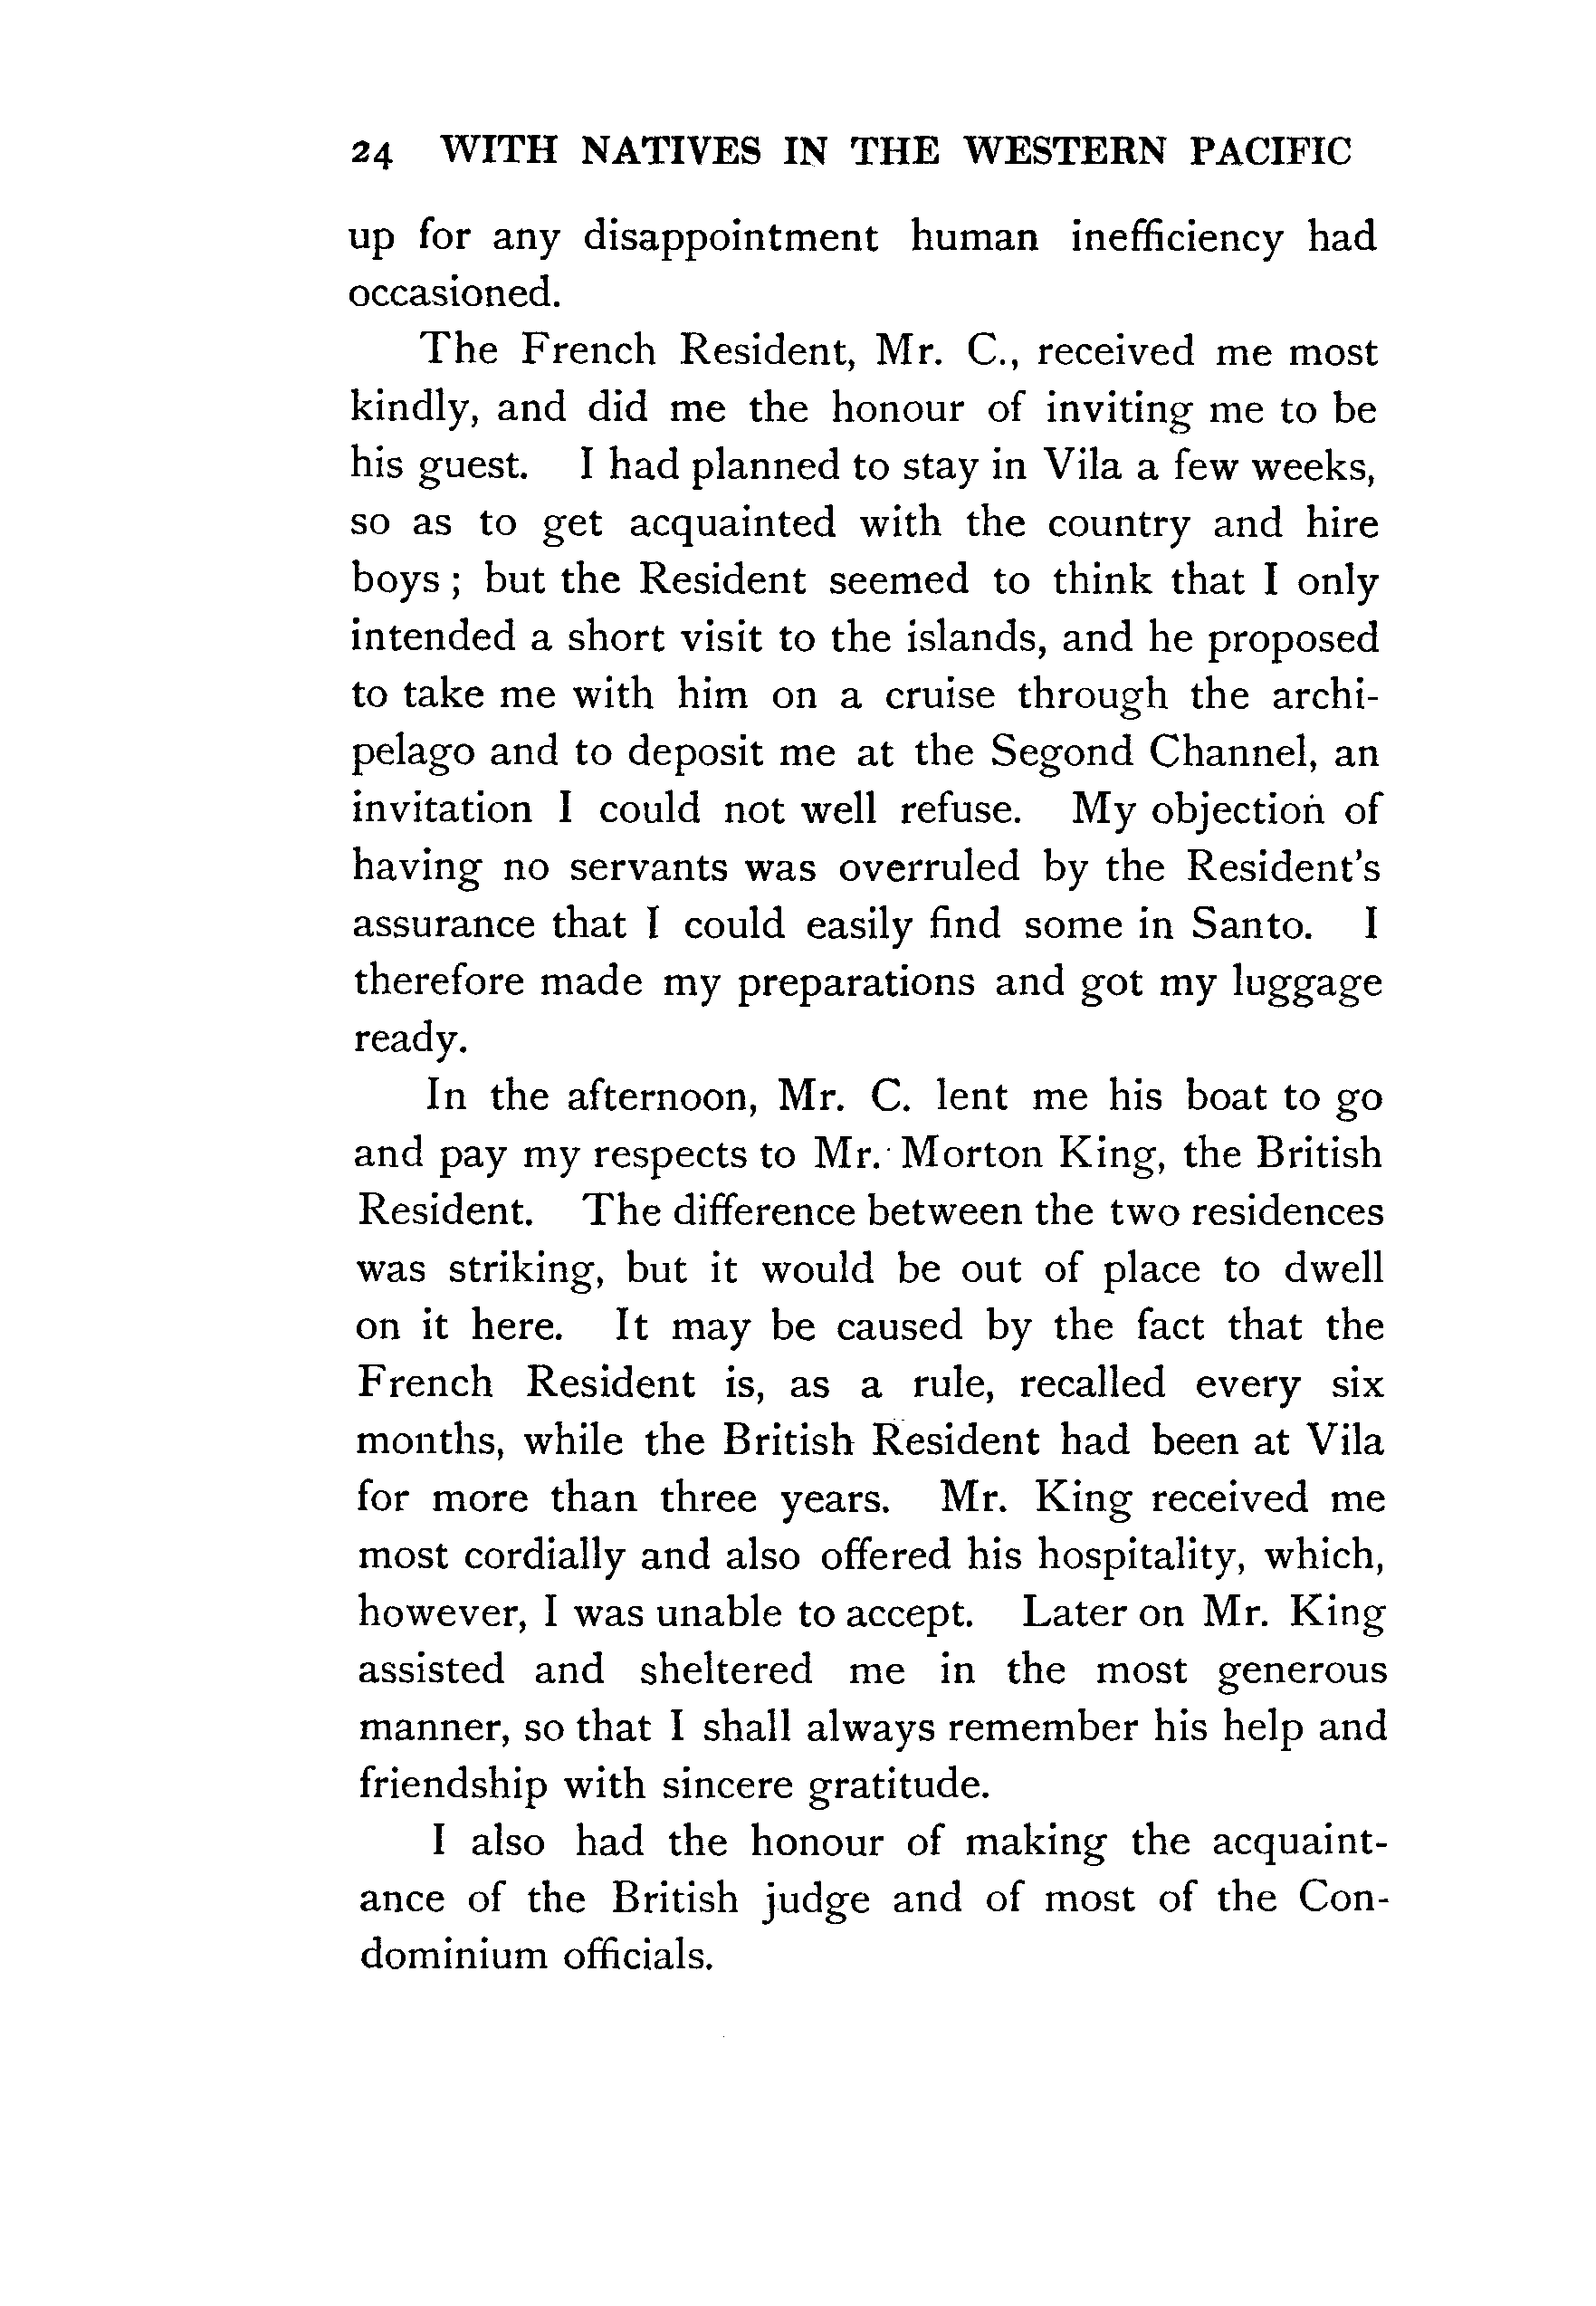 24 WITH NATIVES IN THE WESTERN PACIFIC
up for any disappointment human inefficiency had
occasioned.
The French Resident, Mr. C., received me most
kindly, and did me the honour of inviting me to be
his guest. I had planned to stay in Vila a few weeks,
so as to get acquainted with the country and hire
boys ; but the Resident seemed to think that I only
intended a short visit to the islands, and he proposed
to take me with him on a cruise through the archi-
pelago and to deposit me at the Segond Channel, an
invitation I could not well refuse. My objection of
having no servants was overruled by the Resident's
assurance that I could easily find some in Santo. I
therefore made my preparations and got my luggage
ready.
In the afternoon, Mr. C. lent me his boat to go
and pay my respects to Mr. Morton King, the British
Resident. The difference between the two residences
was striking, but it would be out of place to dwell
on it here. It may be caused by the fact that the
French Resident is, as a rule, recalled every six
months, while the British Resident had been at Vila
for more than three years. Mr. King received me
most cordially and also offered his hospitality, which,
however, I was unable to accept. Later on Mr. King
assisted and sheltered me in the most generous
manner, so that I shall always remember his help and
friendship with sincere gratitude.
I also had the honour of making the acquaint-
ance of the British judge and of most of the Con-
dominium officials.